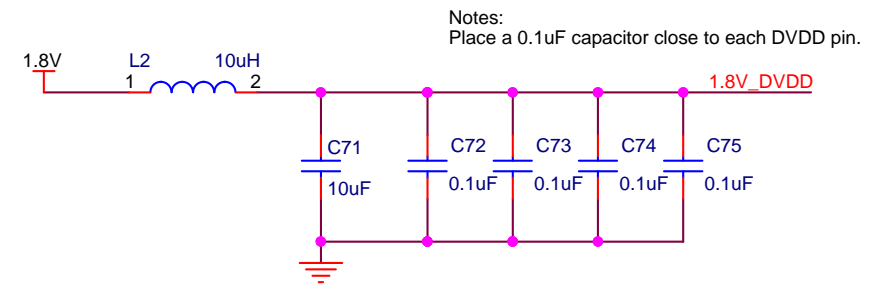 Notes:
Place a 0.1uF capacitor close to each DVDD pin.
1.8V
L2 10uH
1 2
1.8V_DVDD
C71 C72 C73 C74 C75
10uF 0.1uF 0.1uF 0.1uF 0.1uF